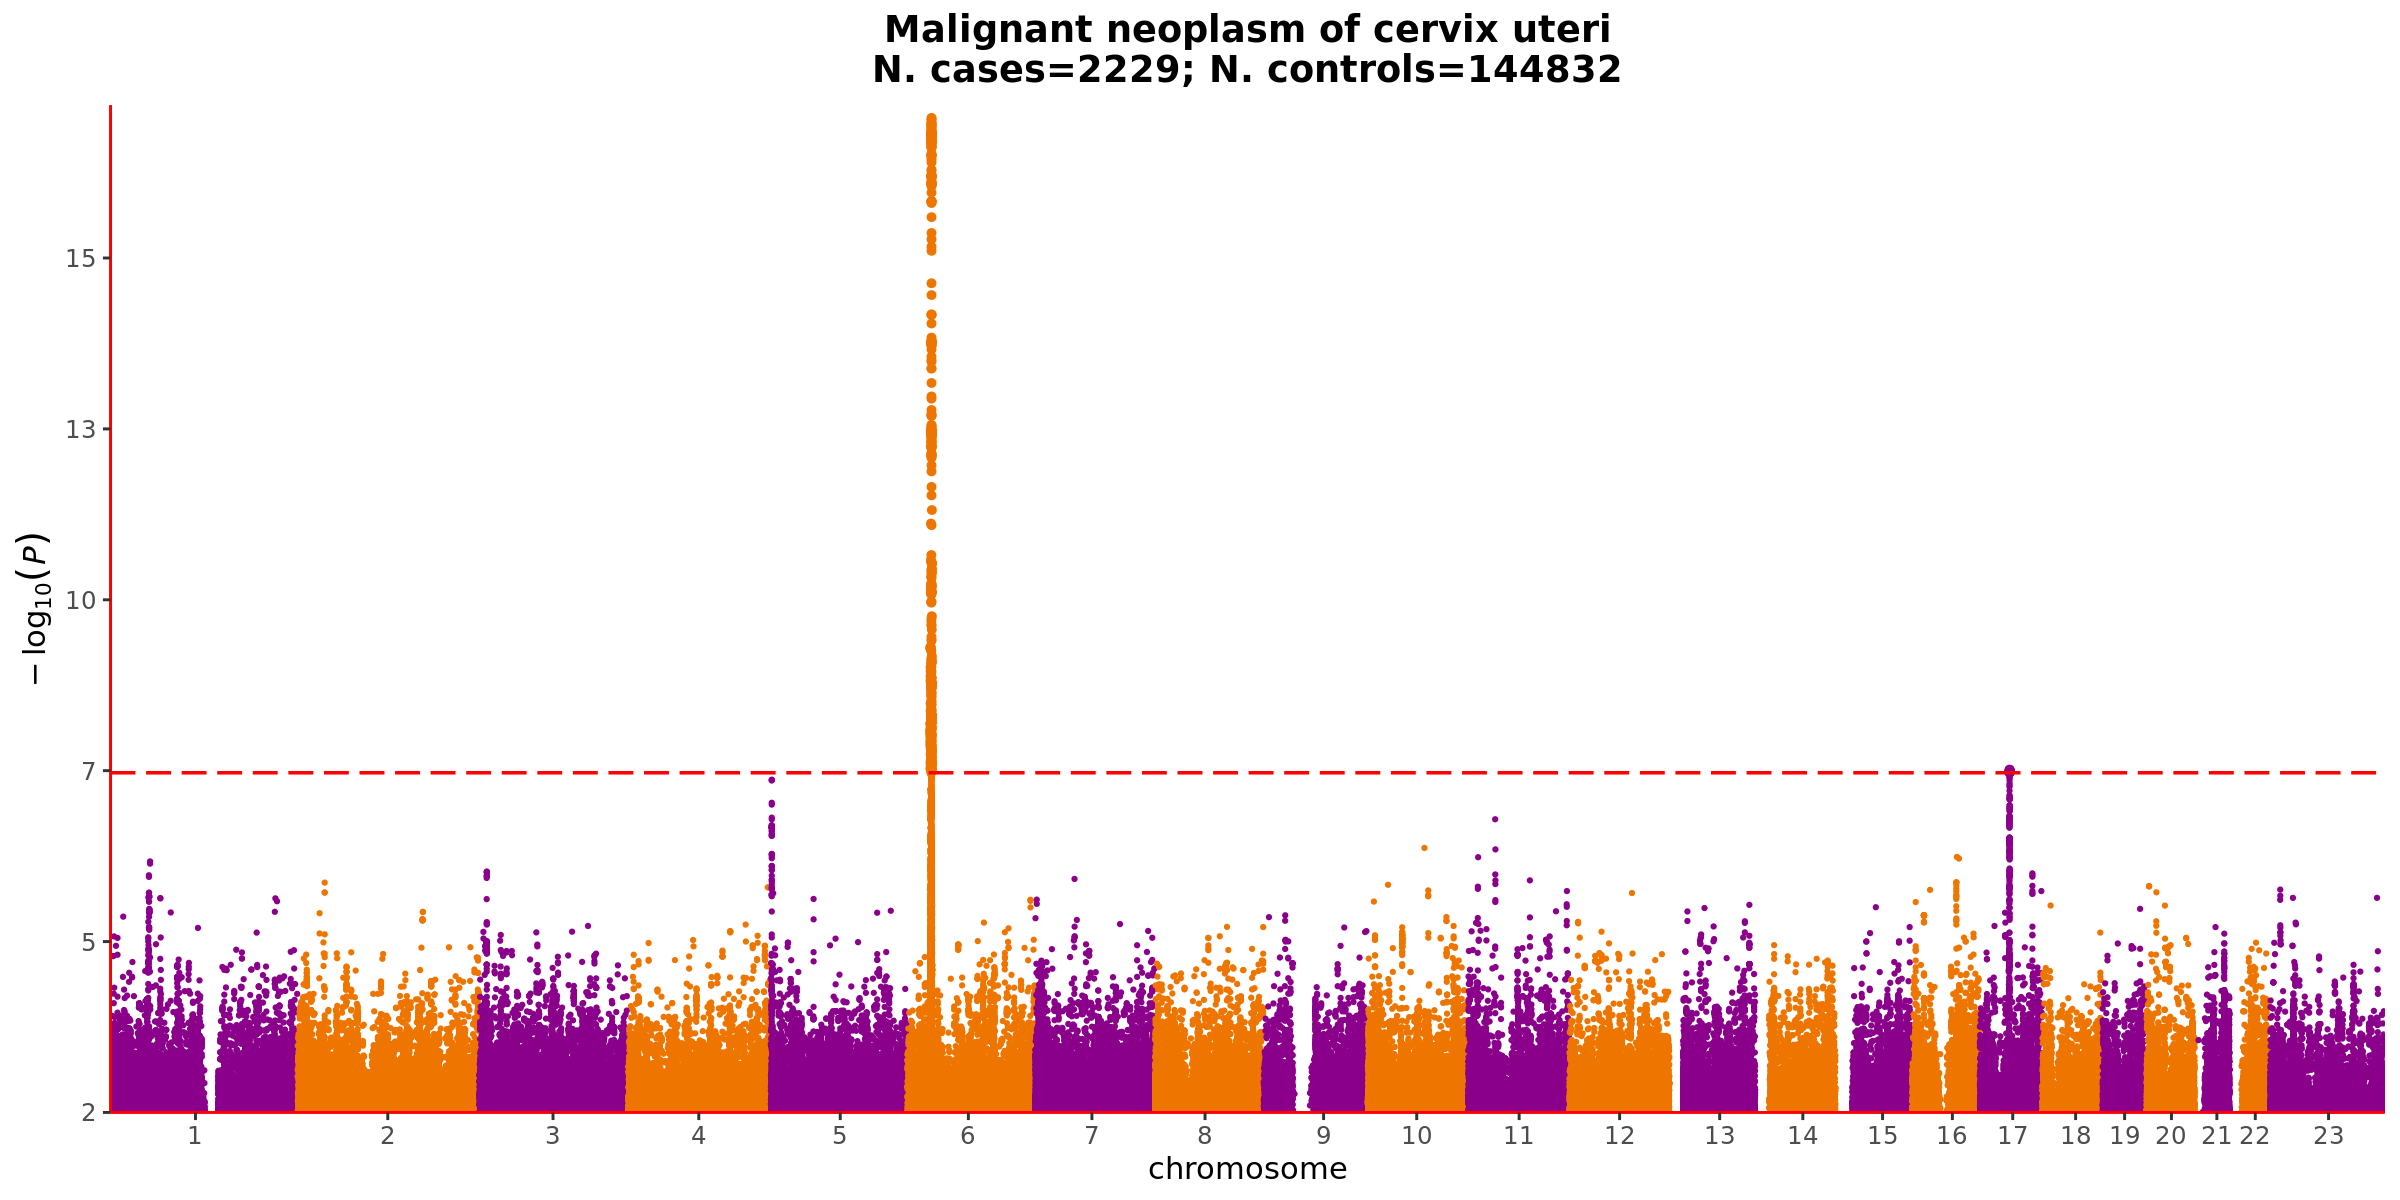 Malignant neoplasm of cervix uteri
N. cases=2229; N. controls=144832
15
13
10
7
5
2
−log₁₀(P)
1 2 3 4 5 6 7 8 9 10 11 12 13 14 15 16 17 18 19 20 21 22 23
chromosome